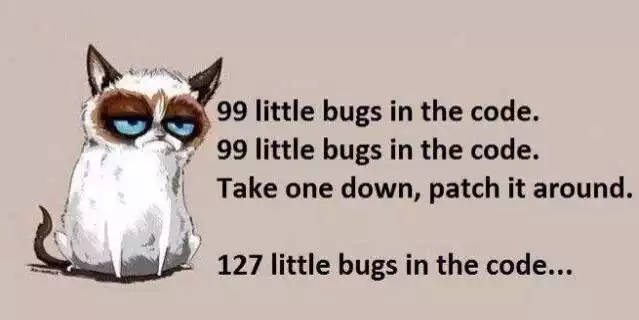 99 little bugs in the code.
99 little bugs in the code.
Take one down, patch it around.
127 little bugs in the code...